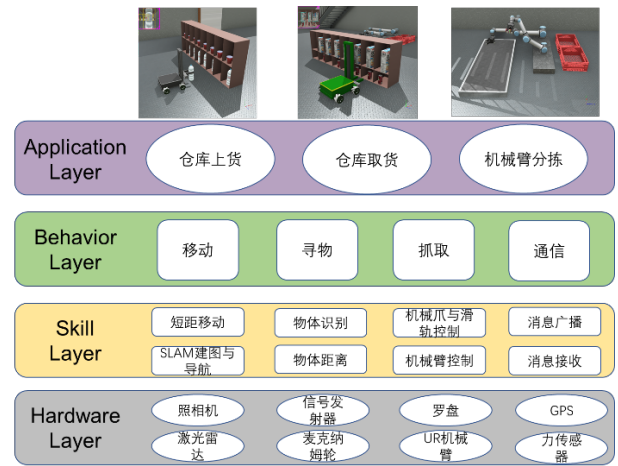 Application
Layer
仓库上货
仓库取货
机械臂分拣
Behavior
Layer
移动
寻物
抓取
通信
Skill
Layer
短距移动
物体识别
机械爪与滑
轨控制
消息广播
SLAM建图与
导航
物体距离
机械臂控制
消息接收
Hardware
Layer
照相机
信号发
射器
罗盘
GPS
激光雷
达
麦克纳
姆轮
UR机械
臂
力传感
器